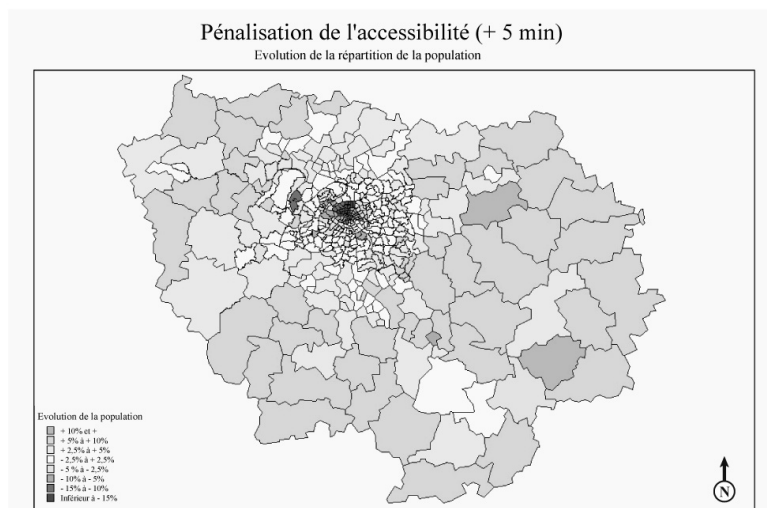 Pénalisation de l'accessibilité (+ 5 min)
Evolution de la répartition de la population
Evolution de la population
+ 10% et +
+ 5% à + 10%
+ 2,5% à + 5%
- 2,5% à + 2,5%
- 5 % à - 2,5%
- 10% à - 5%
- 15% à - 10%
Inférieur à - 15%
N